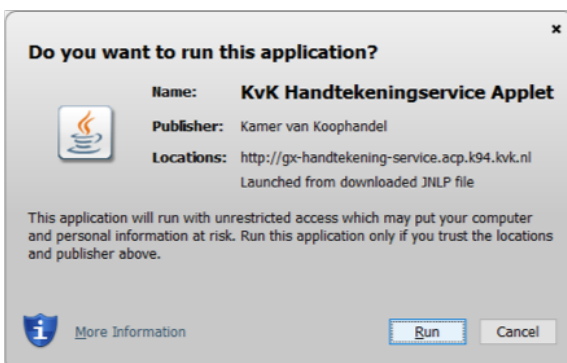 Do you want to run this application?
Name: KvK Handtekeningservice Applet
Publisher: Kamer van Koophandel
Locations: http://gx-handtekening-service.acp.k94.kvk.nl
Launched from downloaded JNLP file
This application will run with unrestricted access which may put your computer
and personal information at risk. Run this application only if you trust the locations
and publisher above.
More Information Run Cancel